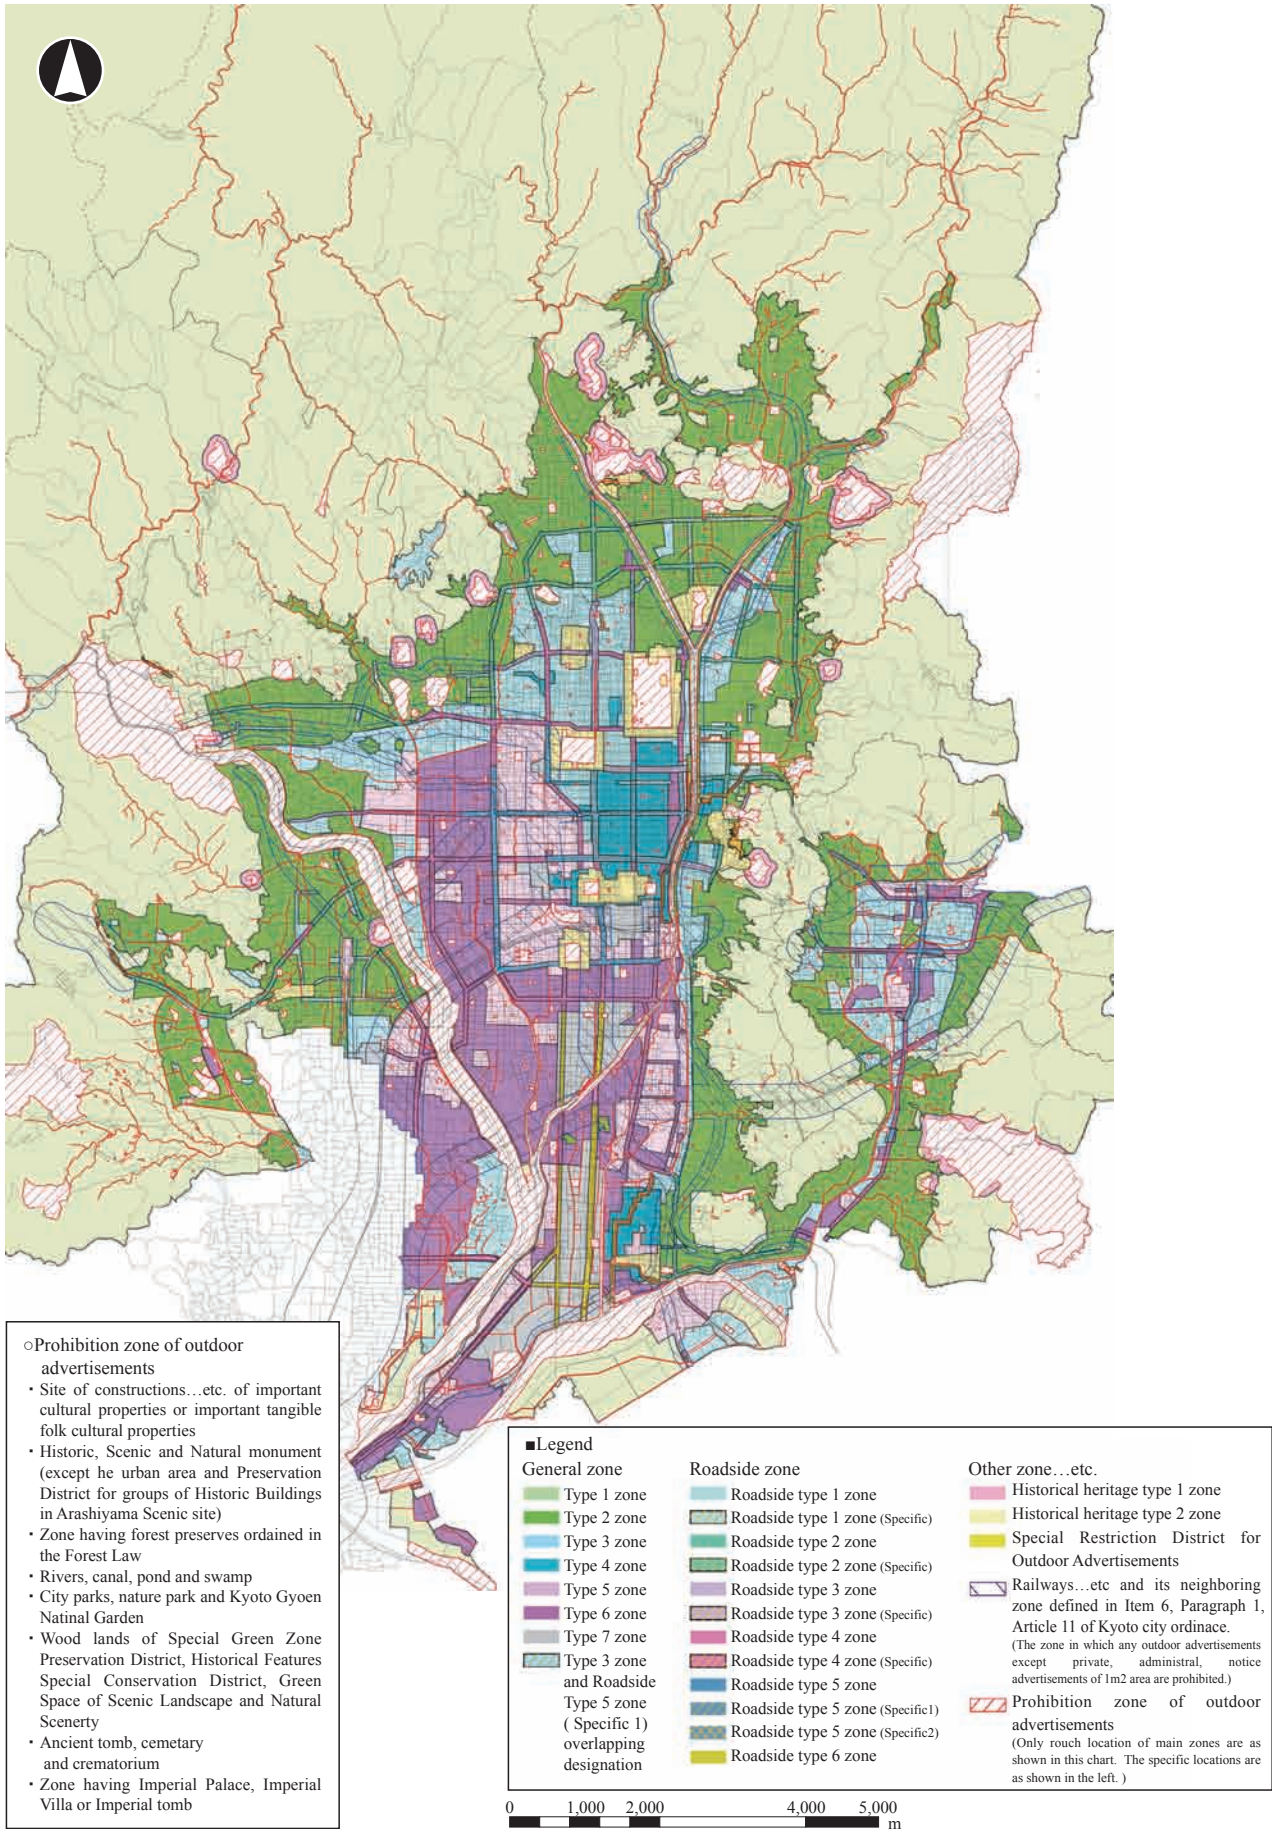 ○Prohibition zone of outdoor
advertisements
・Site of constructions…etc. of important
cultural properties or important tangible
folk cultural properties
・Historic, Scenic and Natural monument
(except he urban area and Preservation
District for groups of Historic Buildings
in Arashiyama Scenic site)
・Zone having forest preserves ordained in
the Forest Law
・Rivers, canal, pond and swamp
・City parks, nature park and Kyoto Gyoen
Natinal Garden
・Wood lands of Special Green Zone
Preservation District, Historical Features
Special Conservation District, Green
Space of Scenic Landscape and Natural
Scenerty
・Ancient tomb, cemetary
and crematorium
・Zone having Imperial Palace, Imperial
Villa or Imperial tomb
■Legend
General zone
Type 1 zone
Type 2 zone
Type 3 zone
Type 4 zone
Type 5 zone
Type 6 zone
Type 7 zone
Type 3 zone
and Roadside
Type 5 zone
( Specific 1)
overlapping
designation
Roadside zone
Roadside type 1 zone
Roadside type 1 zone (Specific)
Roadside type 2 zone
Roadside type 2 zone (Specific)
Roadside type 3 zone
Roadside type 3 zone (Specific)
Roadside type 4 zone
Roadside type 4 zone (Specific)
Roadside type 5 zone
Roadside type 5 zone (Specific1)
Roadside type 5 zone (Specific2)
Roadside type 6 zone
Other zone…etc.
Historical heritage type 1 zone
Historical heritage type 2 zone
Special Restriction District for
Outdoor Advertisements
Railways…etc and its neighboring
zone defined in Item 6, Paragraph 1,
Article 11 of Kyoto city ordinace.
(The zone in which any outdoor advertisements
except private, administral, notice
advertisements of 1m2 area are prohibited.)
Prohibition zone of outdoor
advertisements
(Only rouch location of main zones are as
shown in this chart. The specific locations are
as shown in the left. )
0 1,000 2,000 4,000 5,000
m